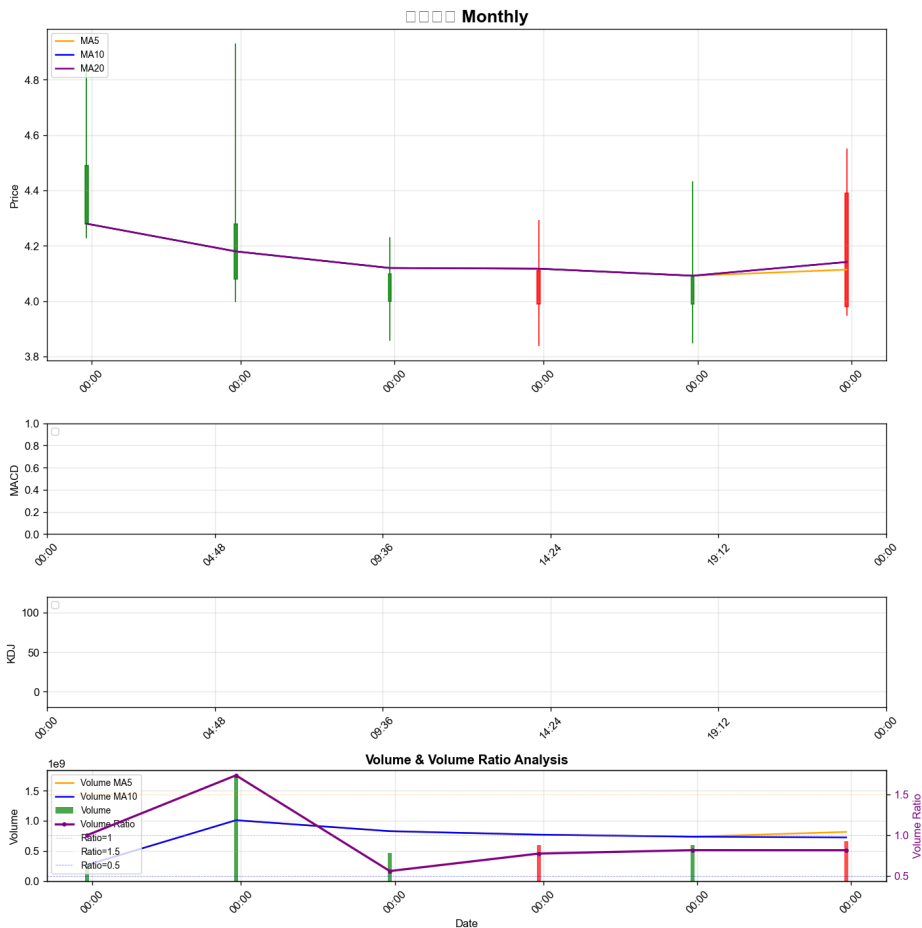 Monthly
MA5
MA10
MA20
Price
4.8
4.6
4.4
4.2
4.0
3.8
00:00 00:00 00:00 00:00 00:00 00:00
MACD
1.0
0.8
0.6
0.4
0.2
0.0
00:00 04:48 09:36 14:24 19:12 00:00
KDJ
100
50
0
00:00 04:48 09:36 14:24 19:12 00:00
Volume & Volume Ratio Analysis
1e9
Volume MA5
Volume MA10
Volume
Volume Ratio
Ratio=1
Ratio=1.5
Ratio=0.5
Volume
1.5
1.0
0.5
0.0
1.5
1.0
0.5
Volume Ratio
00:00 00:00 00:00 00:00 00:00 00:00
Date